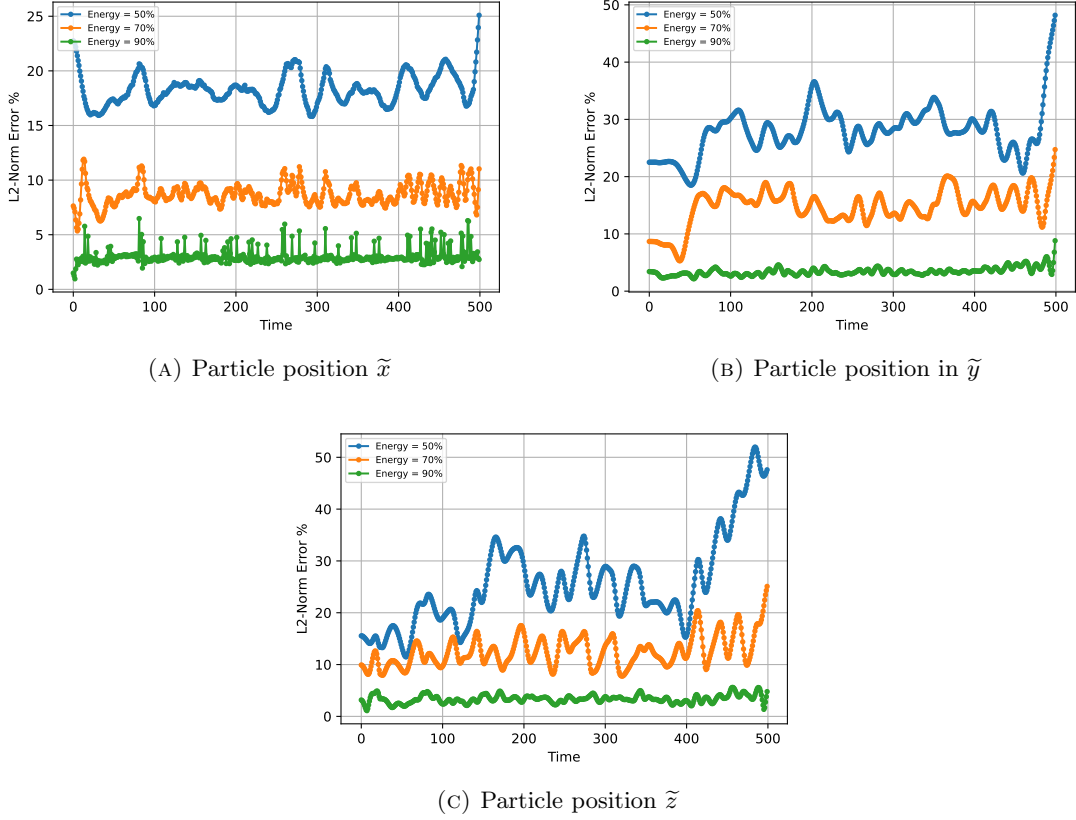 25
20
15
10
5
0
L2-Norm Error %
Energy = 50%
Energy = 70%
Energy = 90%
0 100 200 300 400 500
Time
(A) Particle position x̃
50
40
30
20
10
0
L2-Norm Error %
Energy = 50%
Energy = 70%
Energy = 90%
0 100 200 300 400 500
Time
(B) Particle position in ỹ
50
40
30
20
10
0
L2-Norm Error %
Energy = 50%
Energy = 70%
Energy = 90%
0 100 200 300 400 500
Time
(C) Particle position z̃